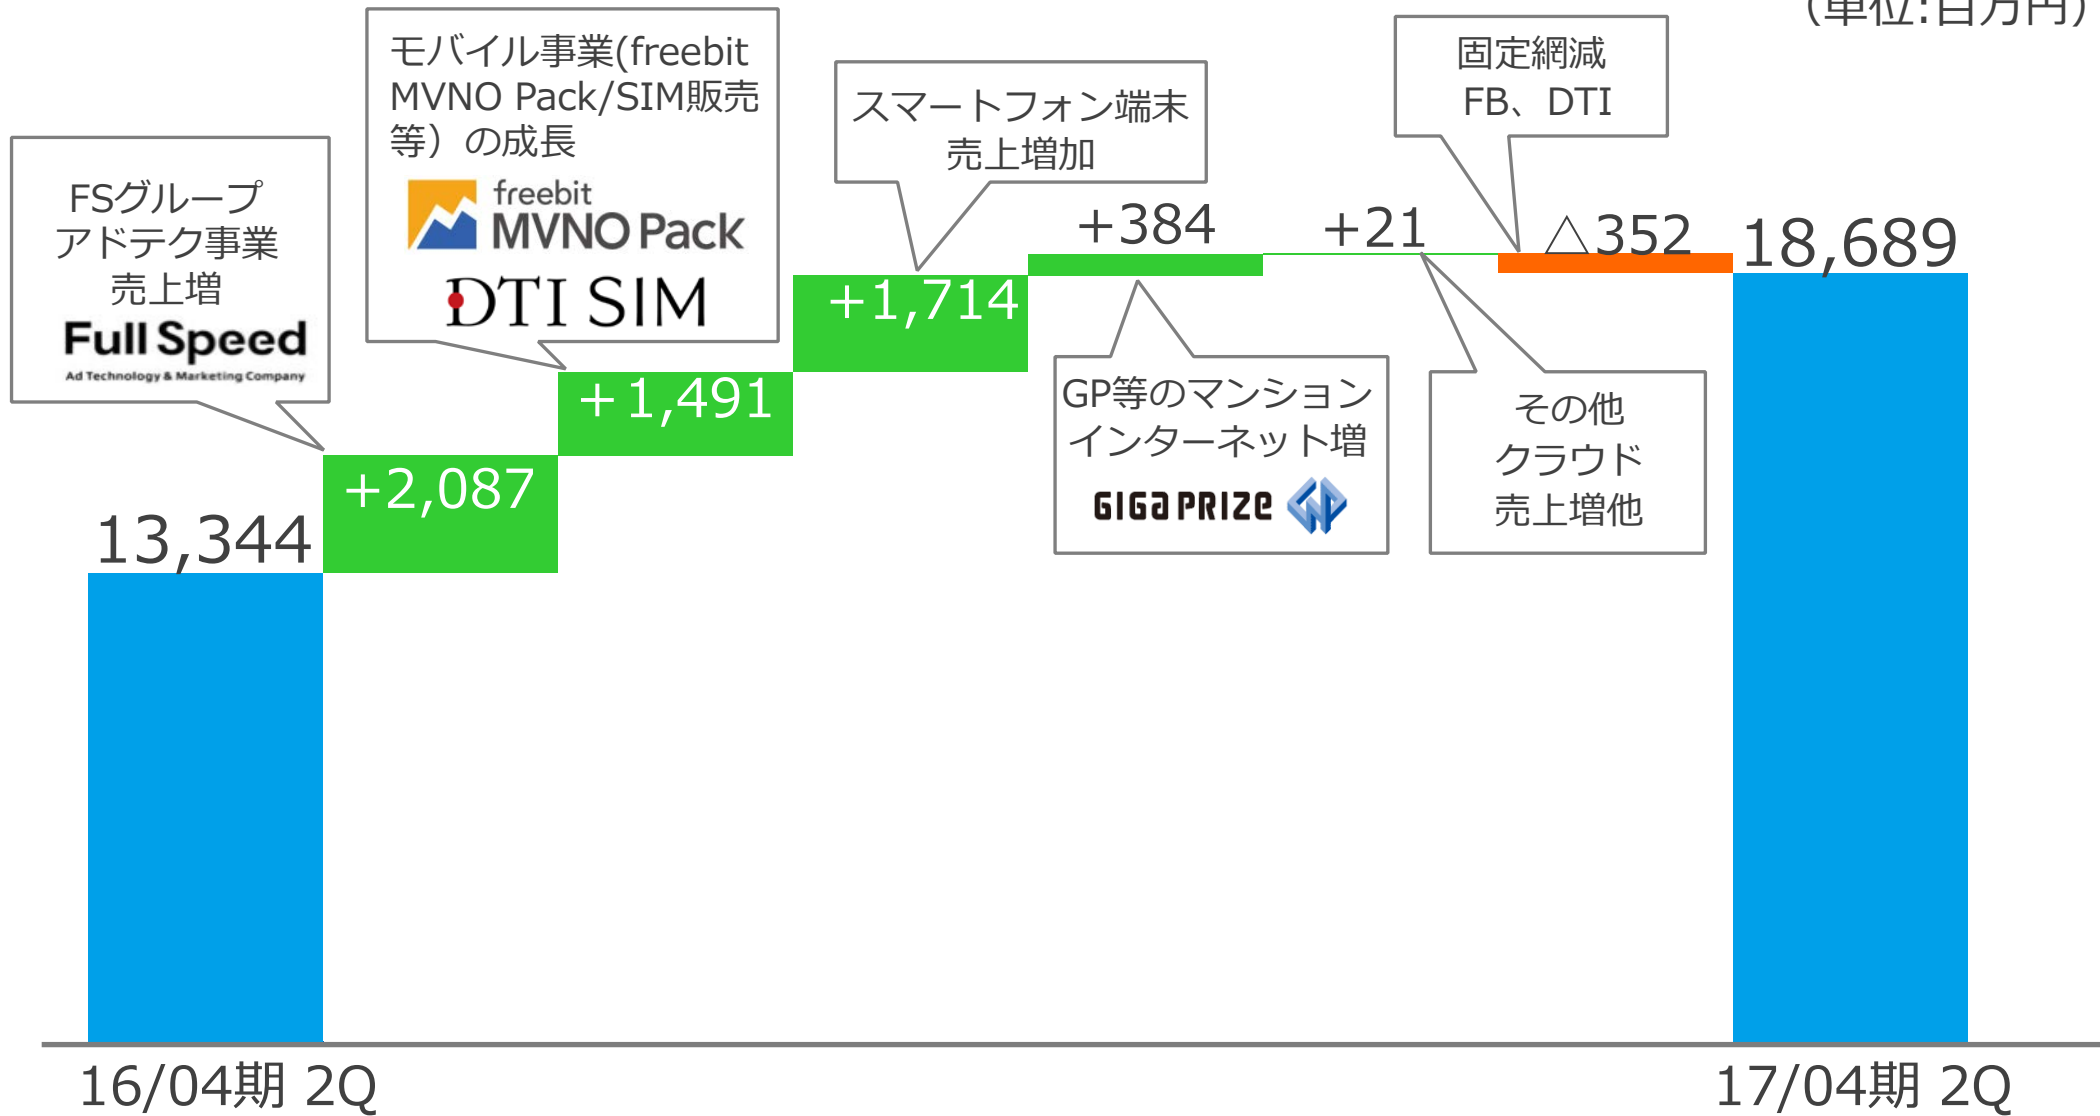 （単位:百万円）
モバイル事業(freebit
MVNO Pack/SIM販売
等）の成長
freebit
MVNO Pack
DTI SIM
固定網減
FB、DTI
スマートフォン端末
売上増加
FSグループ
アドテク事業
売上増
Full Speed
Ad Technology & Marketing Company
13,344
+2,087
+1,491
+1,714
+384
+21
△352
18,689
GP等のマンション
インターネット増
GIGA PRIZE
その他
クラウド
売上増他
16/04期 2Q
17/04期 2Q